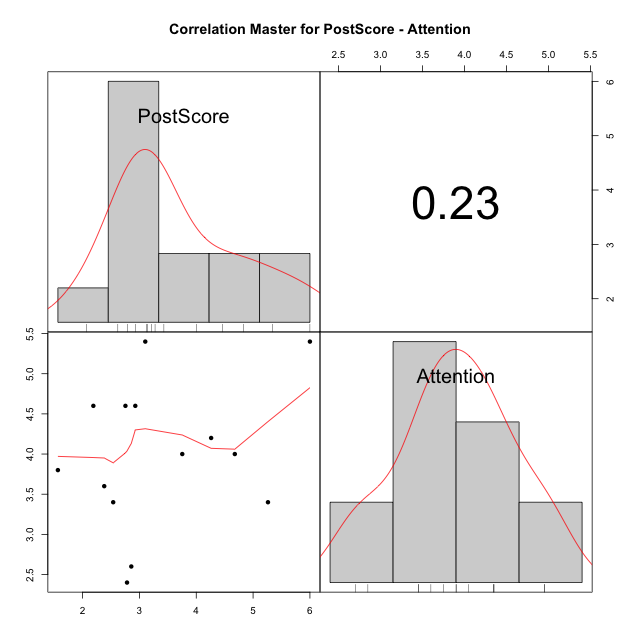 Correlation Master for PostScore - Attention
2.5 3.0 3.5 4.0 4.5 5.0 5.5
PostScore
0.23
6
5
4
3
2
5.5
5.0
4.5
4.0
3.5
3.0
2.5
Attention
2 3 4 5 6